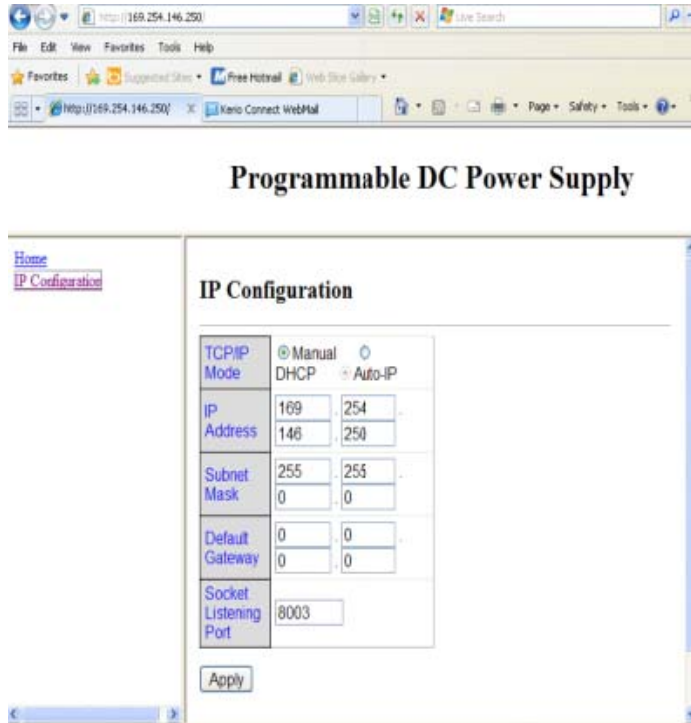 http://169.254.146.250/
Live Search
File Edit View Favorites Tools Help
Favorites Suggested Sites Free Hotmail Web Slice Gallery
http://169.254.146.250/ X Kerio Connect WebMail Page Safety Tools
Programmable DC Power Supply
Home
IP Configuration
IP Configuration
TCP/IP Mode
Manual
DHCP Auto-IP
IP Address
169 . 254 .
146 . 250
Subnet Mask
255 . 255 .
0 . 0
Default Gateway
0 . 0 .
0 . 0
Socket Listening Port
8003
Apply